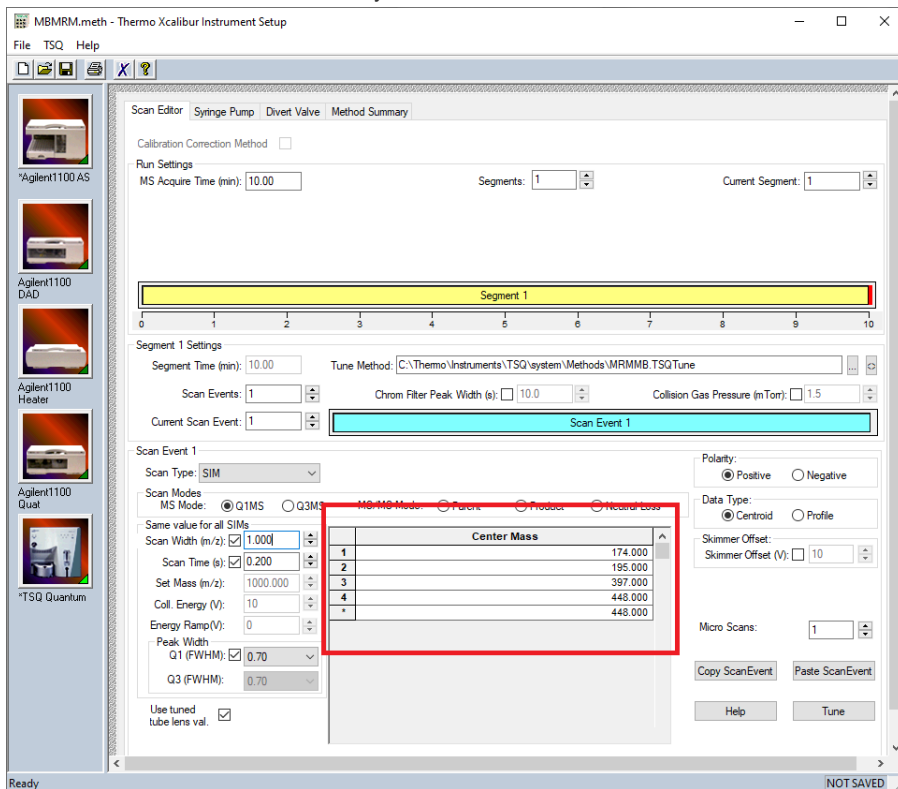 MBMRM.meth - Thermo Xcalibur Instrument Setup
File TSQ Help
Scan Editor Syringe Pump Divert Valve Method Summary
Calibration Correction Method
Run Settings
MS Acquire Time (min): 10.00 Segments: 1 Current Segment: 1
Segment 1
0 1 2 3 4 5 6 7 8 9 10
Segment 1 Settings
Segment Time (min): 10.00 Tune Method: C:\Thermo\Instruments\TSQ\system\Methods\MRMMB.TSQTune ...
Scan Events: 1 Chrom Filter Peak Width (s): 10.0 Collision Gas Pressure (mTorr): 1.5
Current Scan Event: 1 Scan Event 1
Scan Event 1
Scan Type: SIM
Scan Modes
MS Mode: Q1MS Q3MS MS/MS Mode: Parent Product Neutral Loss
Same value for all SIMs
Scan Width (m/z): 1.000
Scan Time (s): 0.200
Set Mass (m/z): 1000.000
Coll. Energy (V): 10
Energy Ramp(V): 0
Peak Width
Q1 (FWHM): 0.70
Q3 (FWHM): 0.70
Use tuned
tube lens val.
Center Mass
1 174.000
2 195.000
3 397.000
4 448.000
* 448.000
Polarity:
Positive Negative
Data Type:
Centroid Profile
Skimmer Offset:
Skimmer Offset (V): 10
Micro Scans: 1
Copy ScanEvent Paste ScanEvent
Help Tune
*Agilent1100 AS
Agilent1100
DAD
Agilent1100
Heater
Agilent1100
Quat
*TSQ Quantum
Ready NOT SAVED